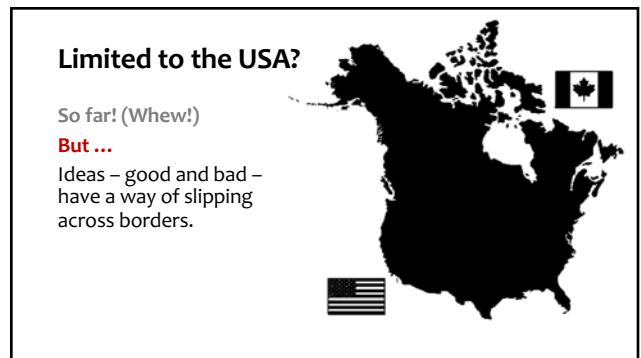 Limited to the USA?
So far! (Whew!)
But …
Ideas – good and bad –
have a way of slipping
across borders.